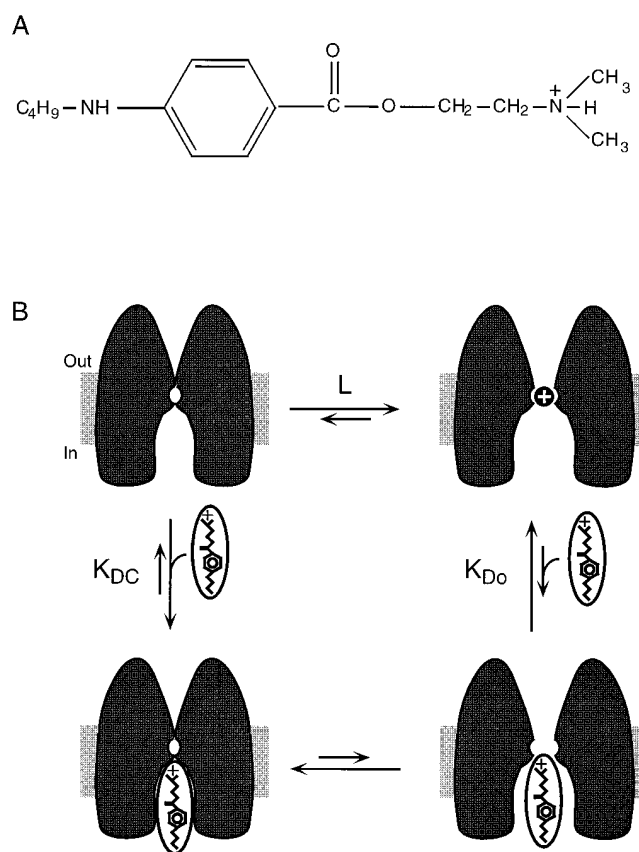 A
O
C4H9 – NH C – O – CH2 – CH2 – N – H
+
CH3
CH3
B
Out
In
L
+
KDC
+
KDo
+
+
+